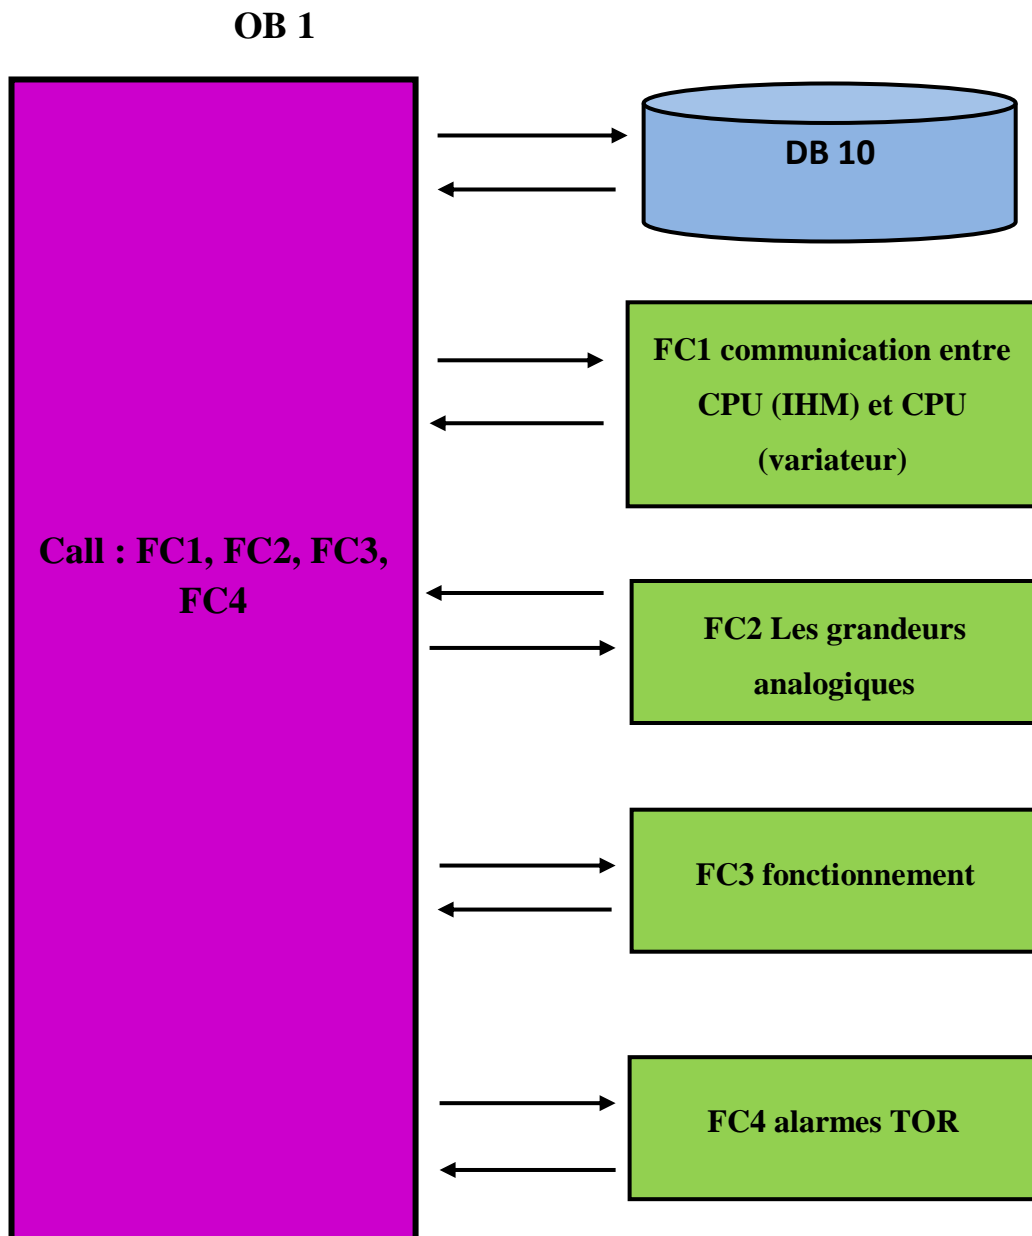 OB 1
DB 10
FC1 communication entre
CPU (IHM) et CPU
(variateur)
Call : FC1, FC2, FC3,
FC4
FC2 Les grandeurs
analogiques
FC3 fonctionnement
FC4 alarmes TOR